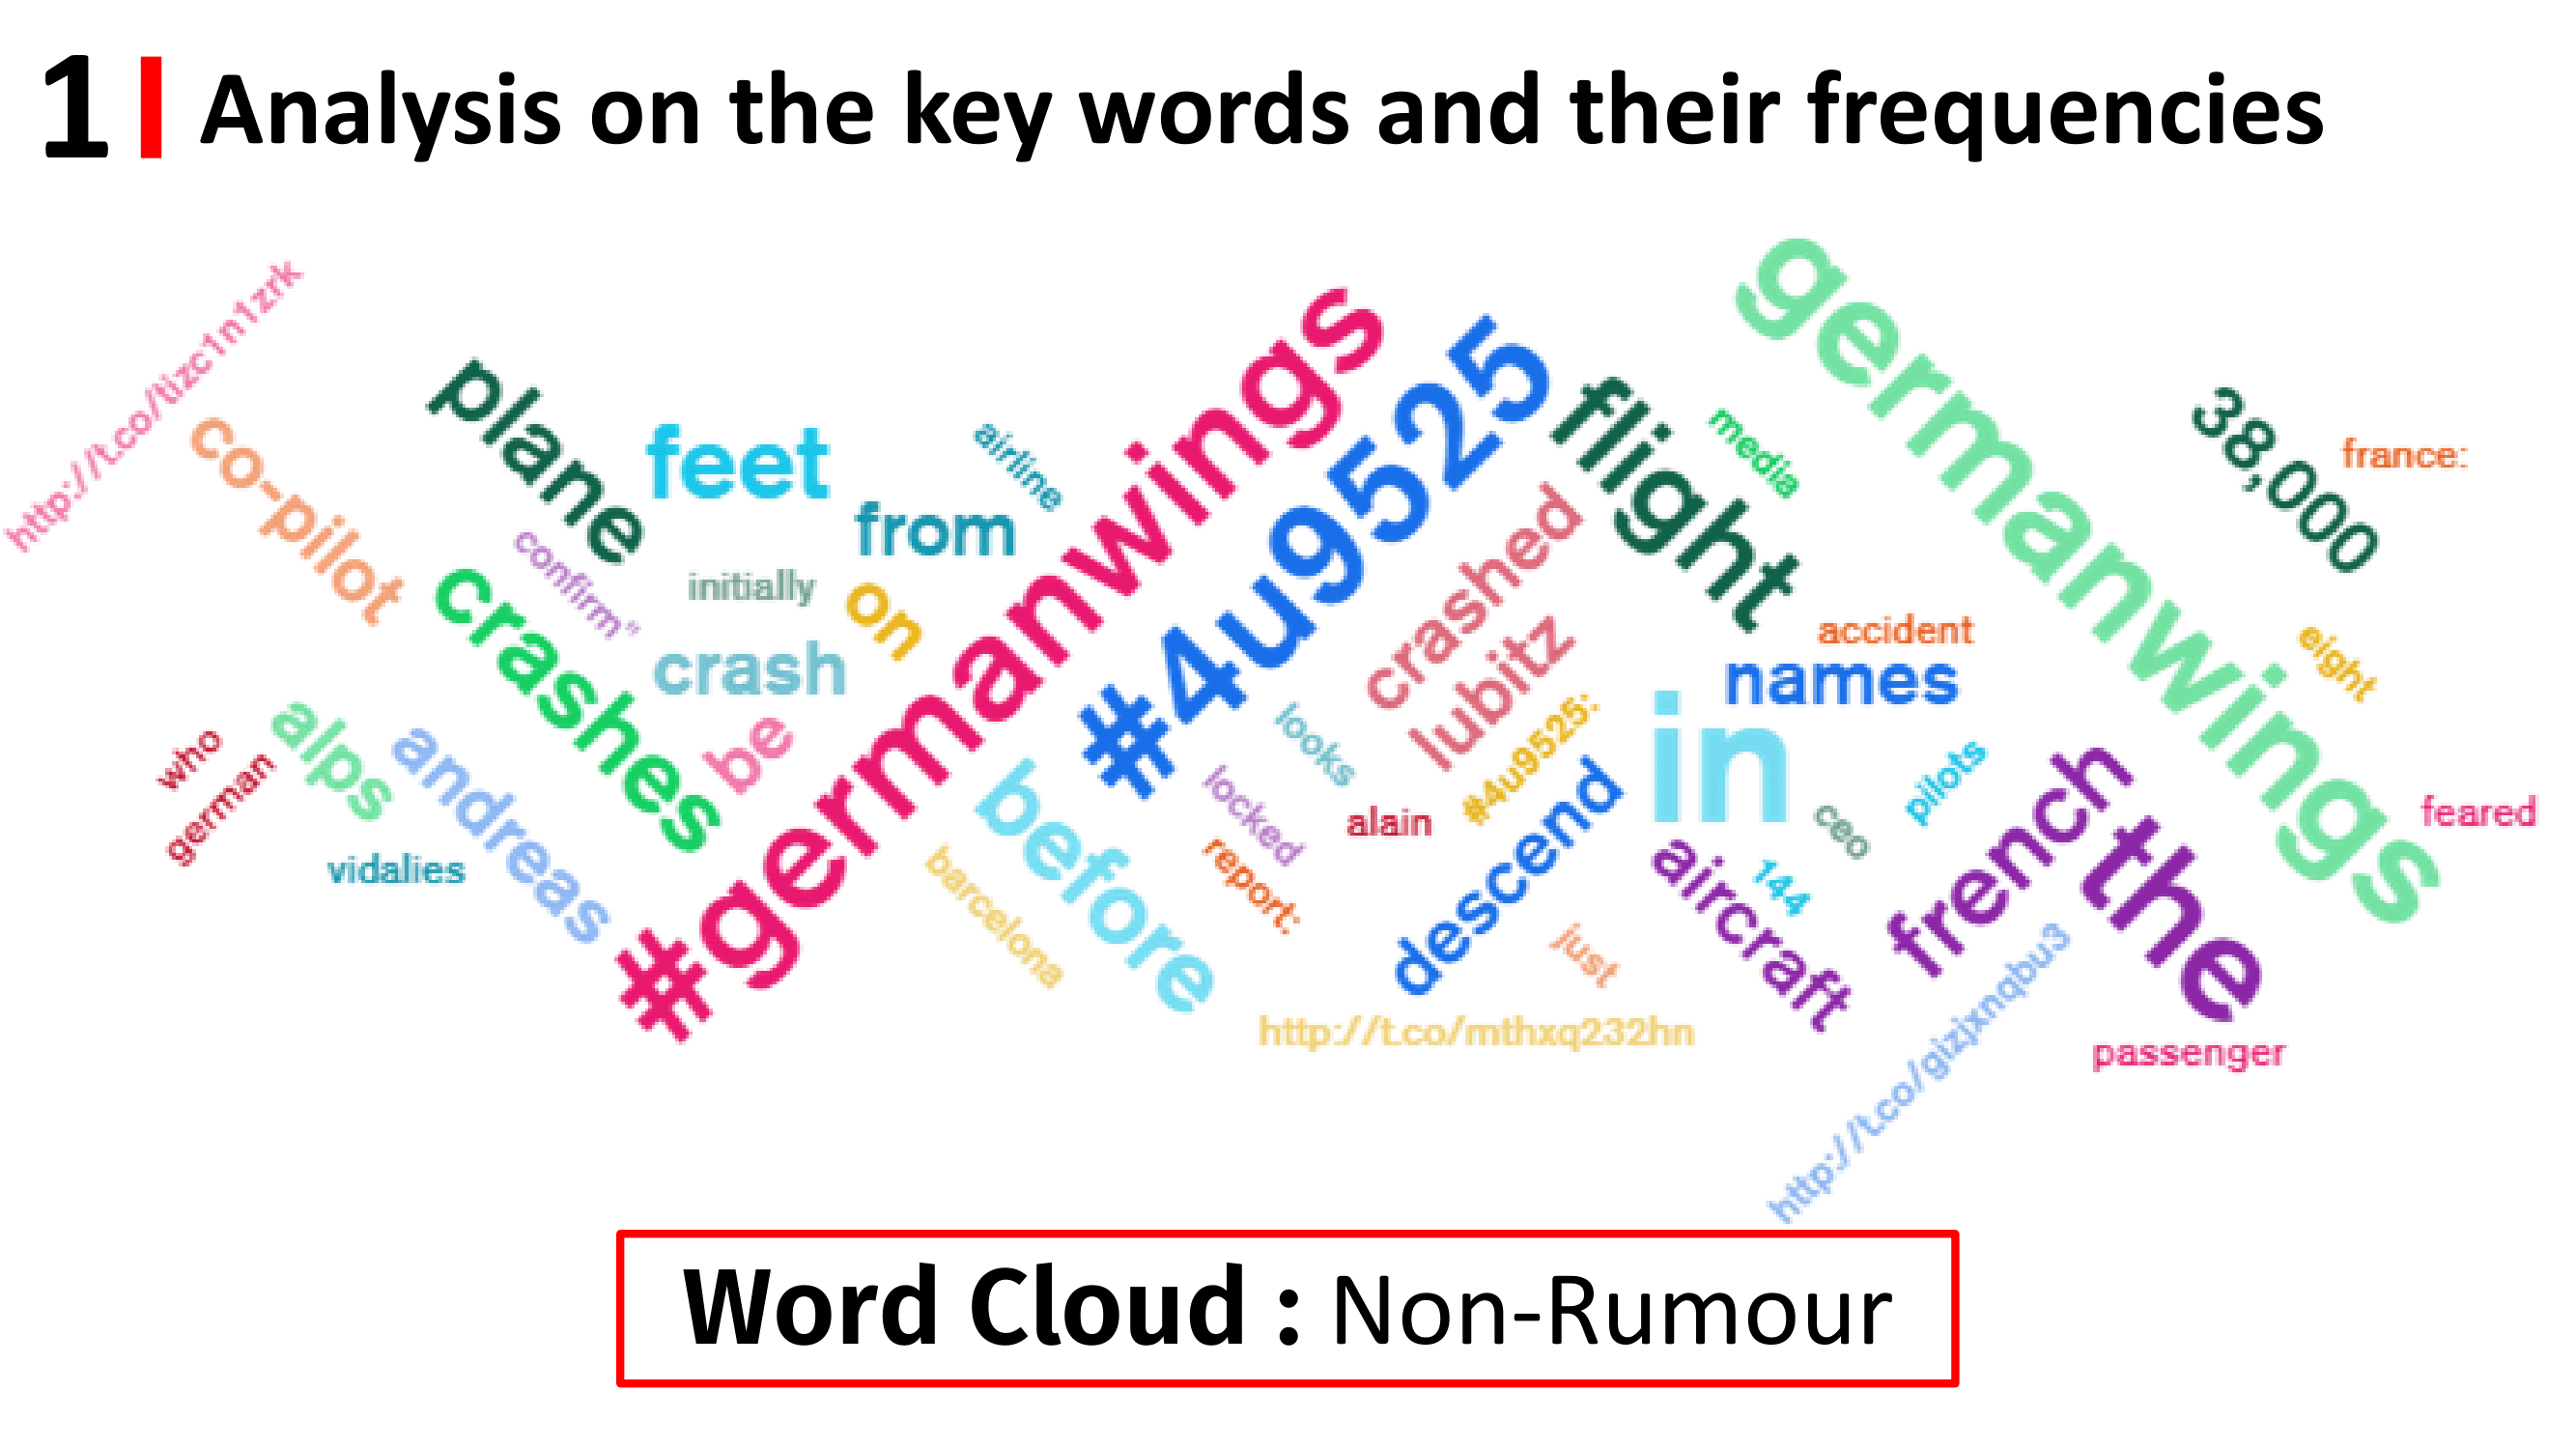 1 Analysis on the key words and their frequencies
http://t.co/tizc1n1zrk
co-pilot
plane
feet
airline
from
confirm"
initially
on
crashes
crash
be
who
german
alps
andreas
vidalies
#germanwings
#4u9525
flight
media
germanwings
38,000
france:
crashed
lubitz
accident
names
eight
looks
#4u9525:
in
locked
alain
before
barcelona
report:
descend
just
ceo
pilots
144
aircraft
french
the
feared
http://t.co/mthxq232hn
http://t.co/gizjxnqbu3
passenger
Word Cloud : Non-Rumour